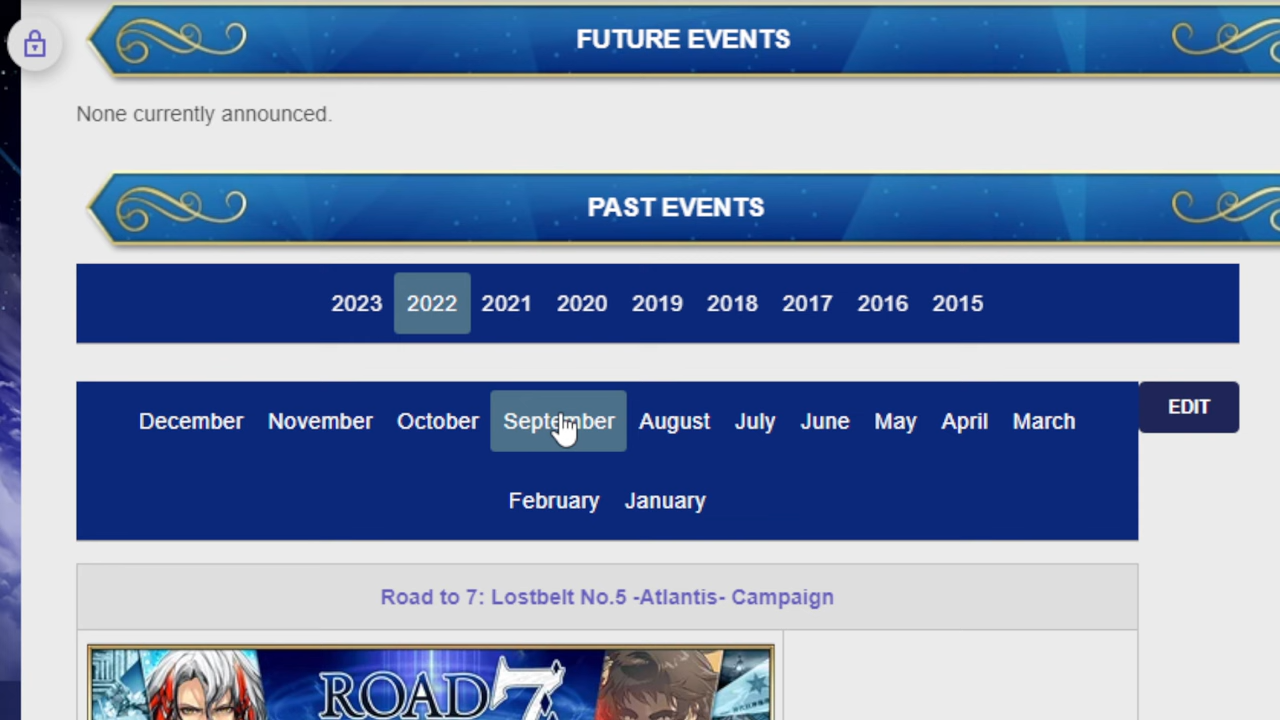 FUTURE EVENTS
None currently announced.
PAST EVENTS
2023 2022 2021 2020 2019 2018 2017 2016 2015
December November October September August July June May April March
EDIT
February January
Road to 7: Lostbelt No.5 -Atlantis- Campaign
ROAD 7